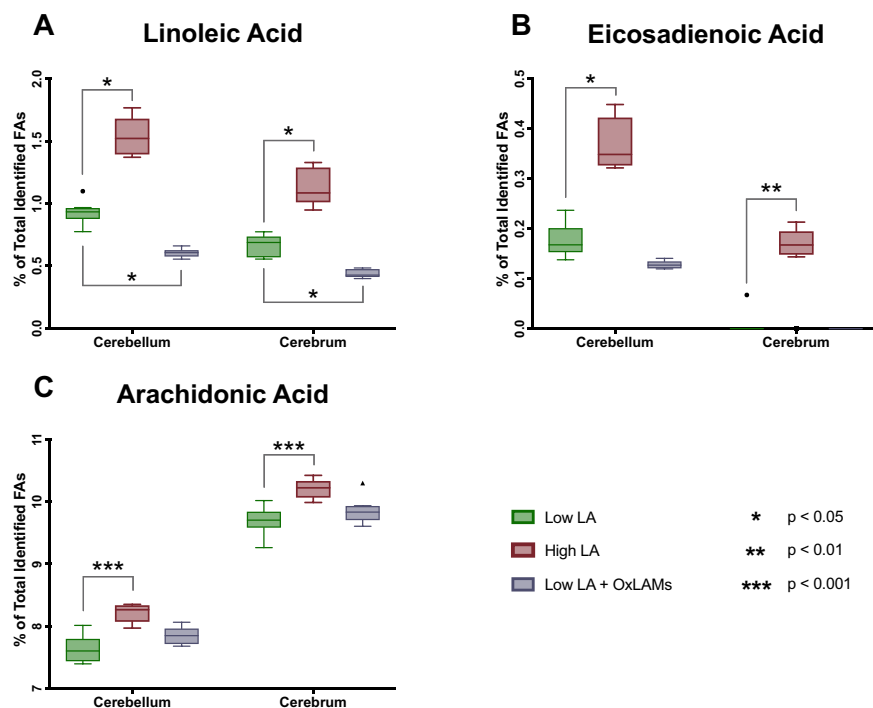 A
Linoleic Acid
% of Total Identified FAs
2.0
1.5
1.0
0.5
0.0
*
*
*
*
Cerebellum
Cerebrum
B
Eicosadienoic Acid
% of Total Identified FAs
0.5
0.4
0.3
0.2
0.1
0.0
*
**
Cerebellum
Cerebrum
C
Arachidonic Acid
% of Total Identified FAs
11
10
9
8
7
***
***
Cerebellum
Cerebrum
Low LA
* p < 0.05
High LA
** p < 0.01
Low LA + OxLAMs
*** p < 0.001